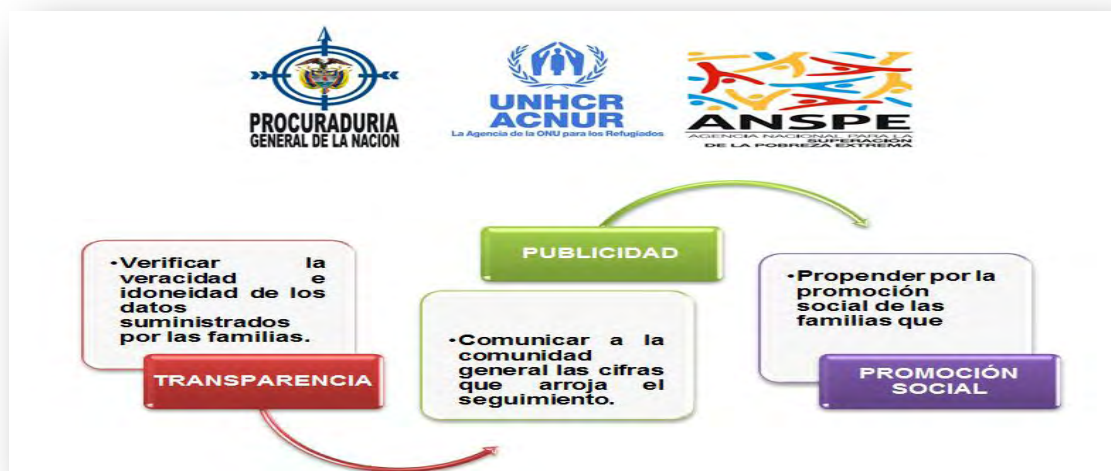 PROCURADURIA
GENERAL DE LA NACION
UNHCR
ACNUR
La Agencia de la ONU para los Refugiados
ANSPE
AGENCIA NACIONAL PARA LA
SUPERACIÓN
DE LA POBREZA EXTREMA
•Verificar la
veracidad e
idoneidad de los
datos
suministrados
por las familias.
TRANSPARENCIA
PUBLICIDAD
•Comunicar a la
comunidad
general las cifras
que arroja el
seguimiento.
•Propender por la
promoción
social de las
familias que
PROMOCIÓN
SOCIAL